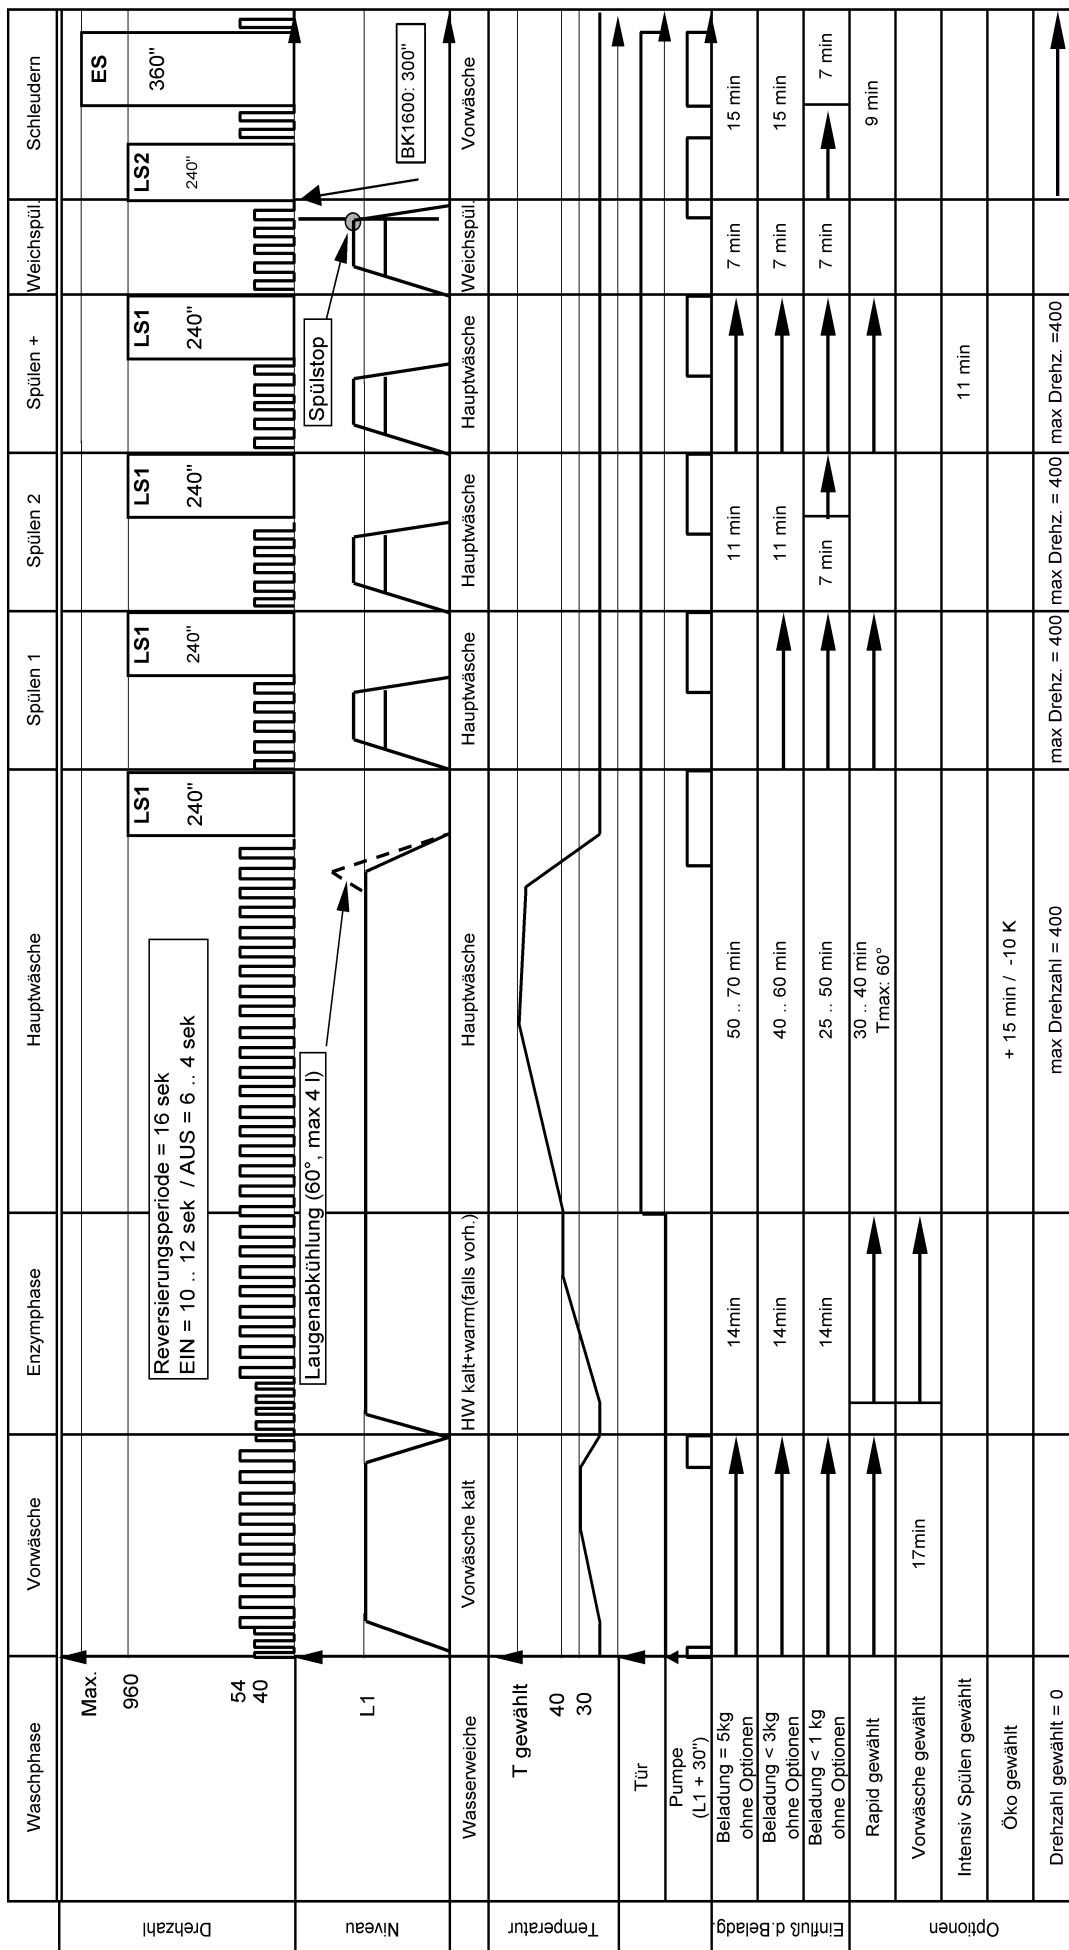 Waschphase
Vorwäsche
Enzymphase
Hauptwäsche
Spülen 1
Spülen 2
Spülen +
Weichspül.
Schleudern
Drehzahl
Max.
960
54
40
Reversierungsperiode = 16 sek
EIN = 10 .. 12 sek / AUS = 6 .. 4 sek
LS1
240"
LS1
240"
LS1
240"
LS1
240"
LS2
240"
ES
360"
Niveau
L1
Laugenabkühlung (60°, max 4 l)
Spülstop
BK1600: 300"
Wasserweiche
Vorwäsche kalt
HW kalt+warm(falls vorh.)
Hauptwäsche
Hauptwäsche
Hauptwäsche
Hauptwäsche
Weichspül.
Vorwäsche
Temperatur
T gewählt
40
30
Tür
Pumpe
(L1 + 30")
Einfluß d. Beladg.
Beladung = 5kg
ohne Optionen
14min
50 .. 70 min
11 min
7 min
15 min
Beladung < 3kg
ohne Optionen
14min
40 .. 60 min
11 min
7 min
15 min
Beladung < 1 kg
ohne Optionen
14min
25 .. 50 min
7 min
7 min
7 min
Optionen
Rapid gewählt
30 .. 40 min
Tmax: 60°
9 min
Vorwäsche gewählt
17min
Intensiv Spülen gewählt
11 min
Öko gewählt
+ 15 min / -10 K
Drehzahl gewählt = 0
max Drehzahl = 400
max Drehz. = 400
max Drehz. = 400
max Drehz. =400